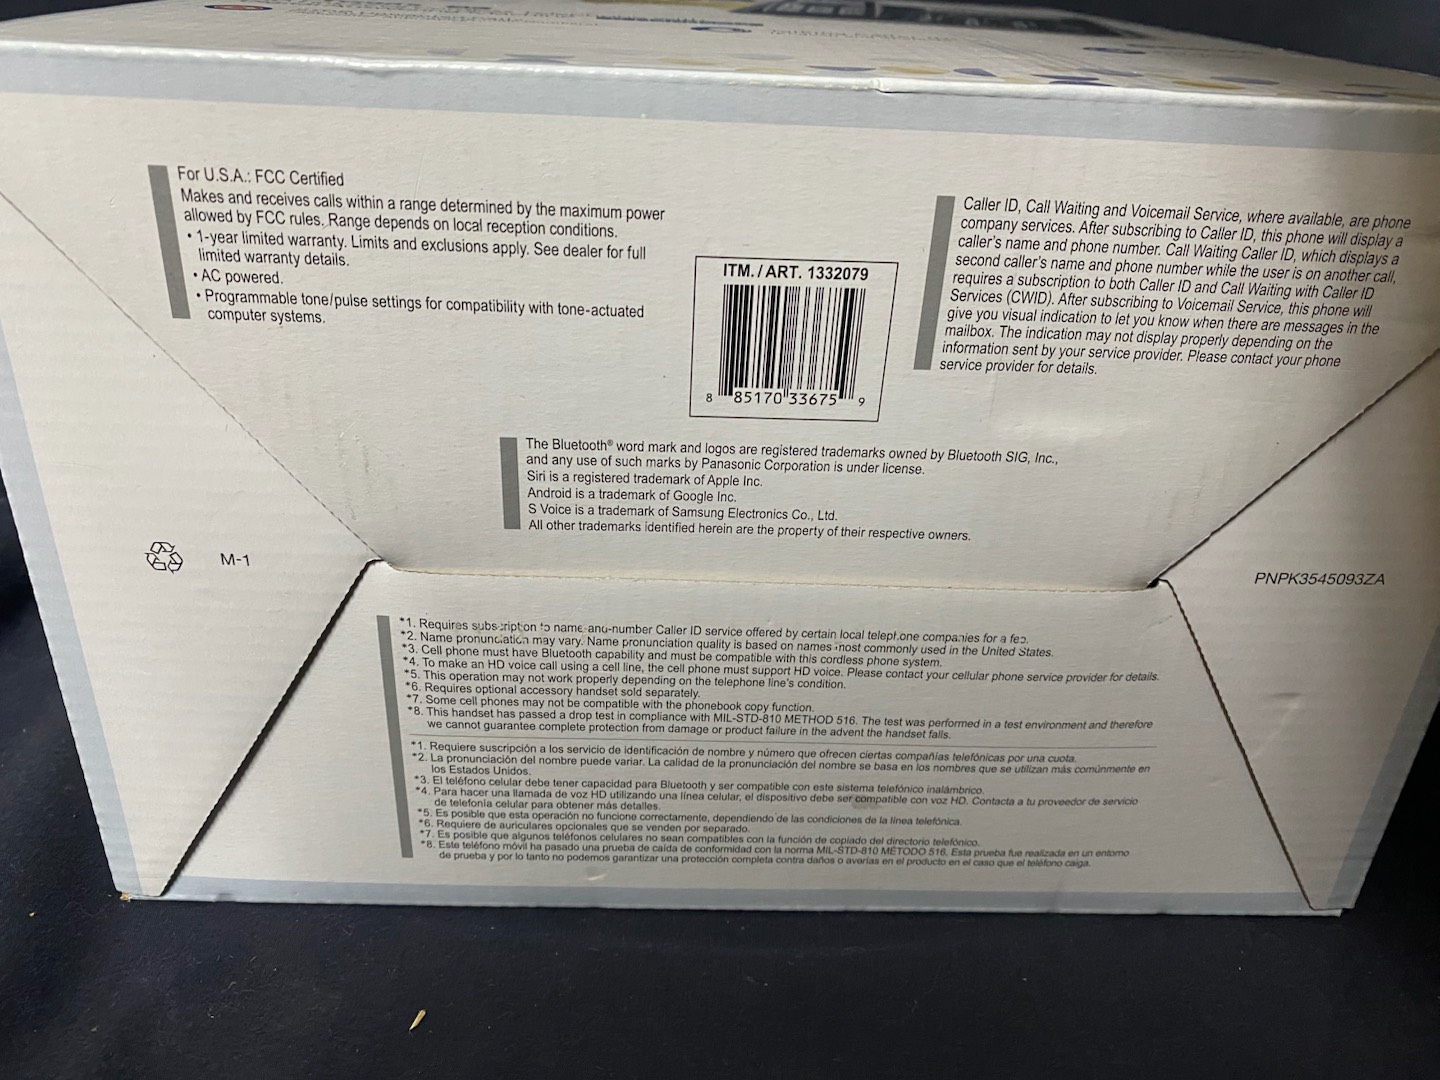 For U.S.A.: FCC Certified
Makes and receives calls within a range determined by the maximum power
allowed by FCC rules. Range depends on local reception conditions.
• 1-year limited warranty. Limits and exclusions apply. See dealer for full
limited warranty details.
• AC powered.
• Programmable tone/pulse settings for compatibility with tone-actuated
computer systems.
ITM. / ART. 1332079
8 85170 33675 9
Caller ID, Call Waiting and Voicemail Service, where available, are phone
company services. After subscribing to Caller ID, this phone will display a
caller's name and phone number. Call Waiting Caller ID, which displays a
second caller's name and phone number while the user is on another call,
requires a subscription to both Caller ID and Call Waiting with Caller ID
Services (CWID). After subscribing to Voicemail Service, this phone will
give you visual indication to let you know when there are messages in the
mailbox. The indication may not display properly depending on the
information sent by your service provider. Please contact your phone
service provider for details.
The Bluetooth® word mark and logos are registered trademarks owned by Bluetooth SIG, Inc.,
and any use of such marks by Panasonic Corporation is under license.
Siri is a registered trademark of Apple Inc.
Android is a trademark of Google Inc.
S Voice is a trademark of Samsung Electronics Co., Ltd.
All other trademarks identified herein are the property of their respective owners.
M-1
PNPK3545093ZA
*1. Requires subscription to name-and-number Caller ID service offered by certain local telephone companies for a fee.
*2. Name pronunciation may vary. Name pronunciation quality is based on names most commonly used in the United States.
*3. Cell phone must have Bluetooth capability and must be compatible with this cordless phone system.
*4. To make an HD voice call using a cell line, the cell phone must support HD voice. Please contact your cellular phone service provider for details.
*5. This operation may not work properly depending on the telephone line's condition.
*6. Requires optional accessory handset sold separately.
*7. Some cell phones may not be compatible with the phonebook copy function.
*8. This handset has passed a drop test in compliance with MIL-STD-810 METHOD 516. The test was performed in a test environment and therefore
we cannot guarantee complete protection from damage or product failure in the advent the handset falls.
*1. Requiere suscripción a los servicio de identificación de nombre y número que ofrecen ciertas compañías telefónicas por una cuota.
*2. La pronunciación del nombre puede variar. La calidad de la pronunciación del nombre se basa en los nombres que se utilizan más comúnmente en
los Estados Unidos.
*3. El teléfono celular debe tener capacidad para Bluetooth y ser compatible con este sistema telefónico inalámbrico.
*4. Para hacer una llamada de voz HD utilizando una línea celular, el dispositivo debe ser compatible con voz HD. Contacta a tu proveedor de servicio
de telefonía celular para obtener más detalles.
*5. Es posible que esta operación no funcione correctamente, dependiendo de las condiciones de la línea telefónica.
*6. Requiere de auriculares opcionales que se venden por separado.
*7. Es posible que algunos teléfonos celulares no sean compatibles con la función de copiado del directorio telefónico.
*8. Este teléfono móvil ha pasado una prueba de caída de conformidad con la norma MIL-STD-810 MÉTODO 516. Esta prueba fue realizada en un entorno
de prueba y por lo tanto no podemos garantizar una protección completa contra daños o averías en el producto en el caso que el teléfono caiga.